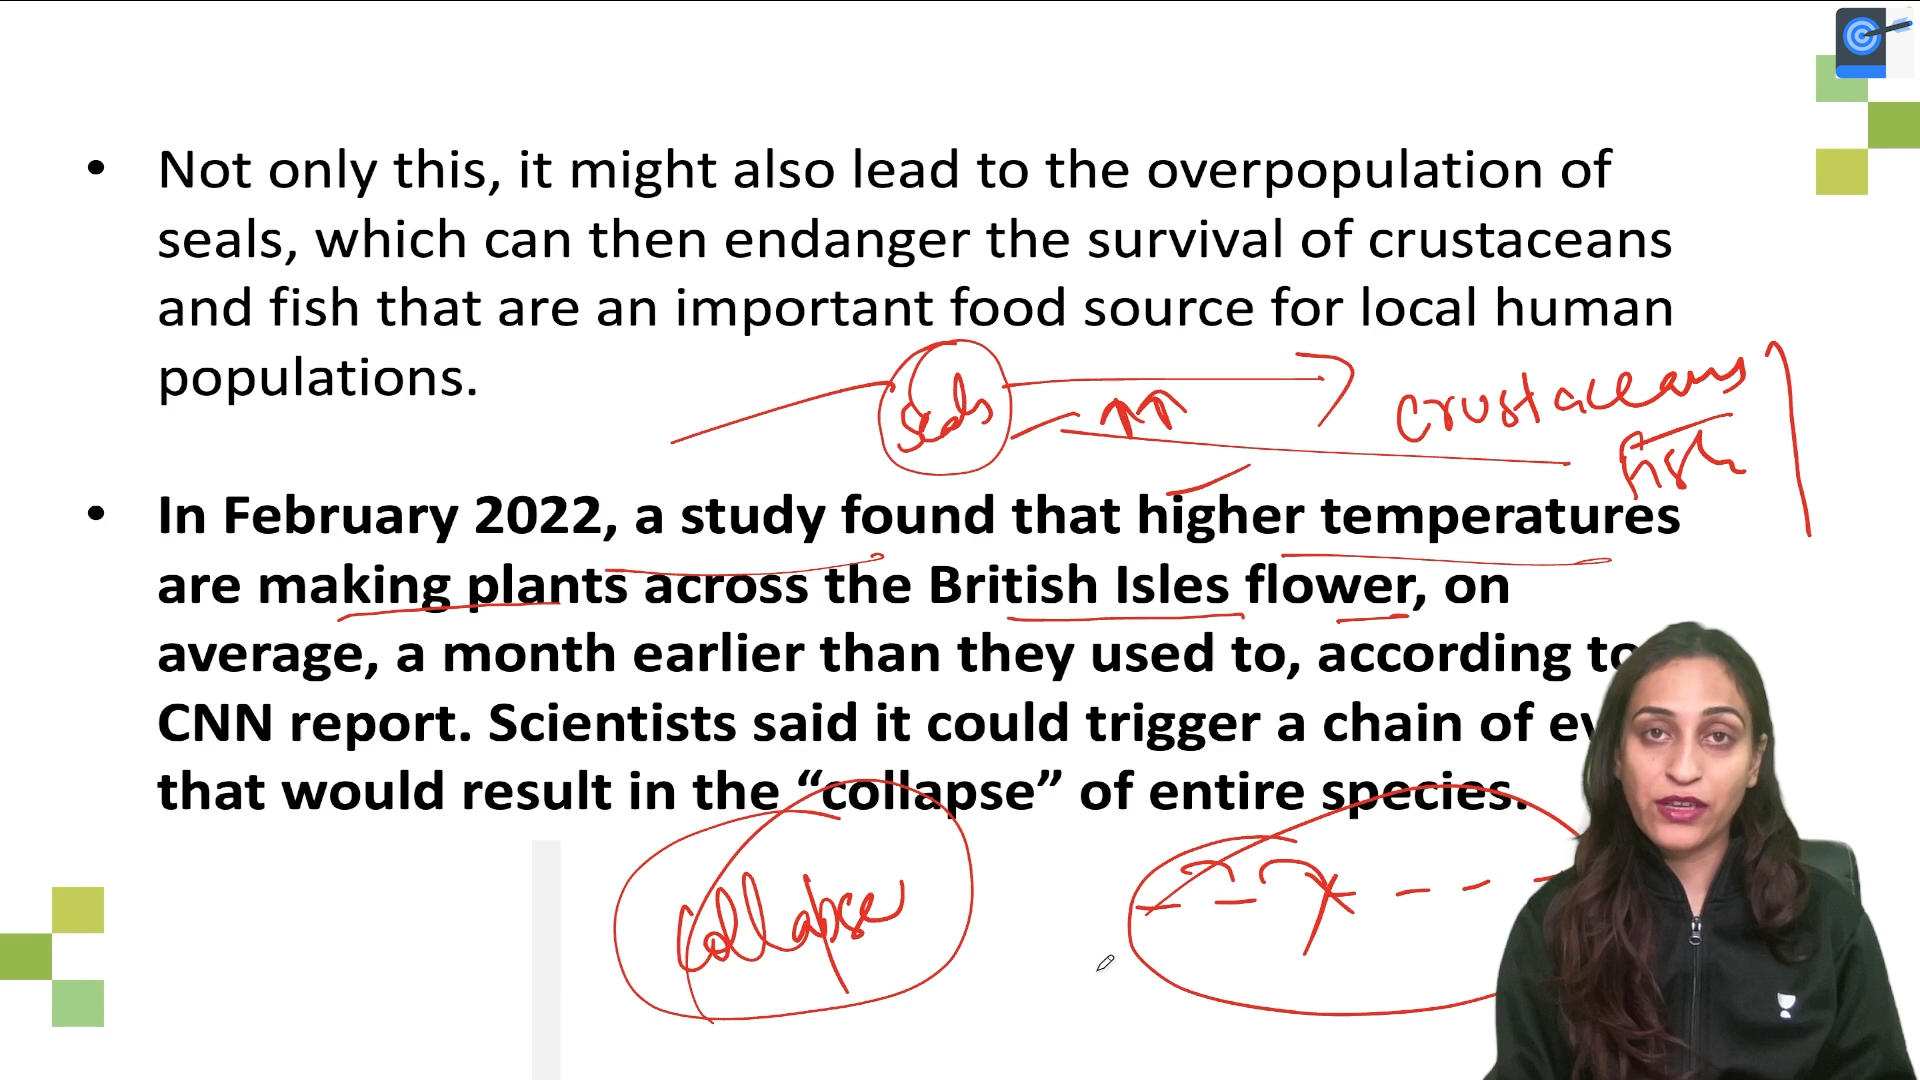 • Not only this, it might also lead to the overpopulation of
seals, which can then endanger the survival of crustaceans
and fish that are an important food source for local human
populations.
seals
crustaceans
fish
• In February 2022, a study found that higher temperatures
are making plants across the British Isles flower, on
average, a month earlier than they used to, according to
CNN report. Scientists said it could trigger a chain of ev
that would result in the “collapse” of entire species.
collapse